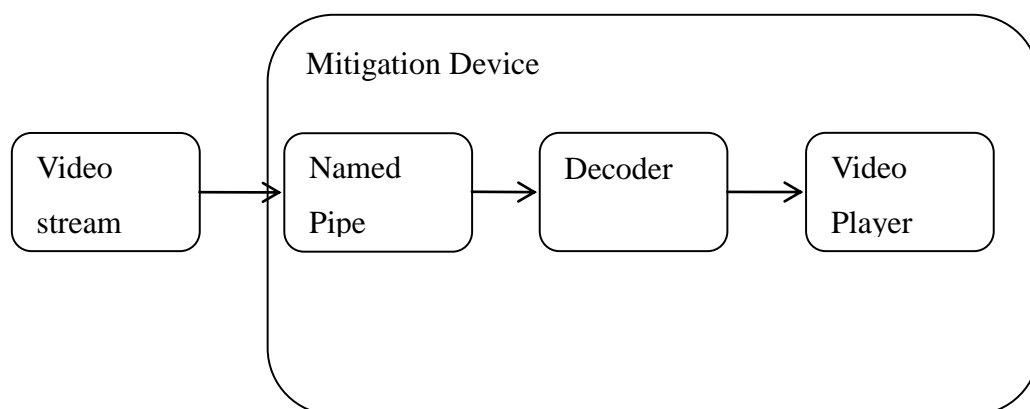 Mitigation Device
Video
stream
Named
Pipe
Decoder
Video
Player